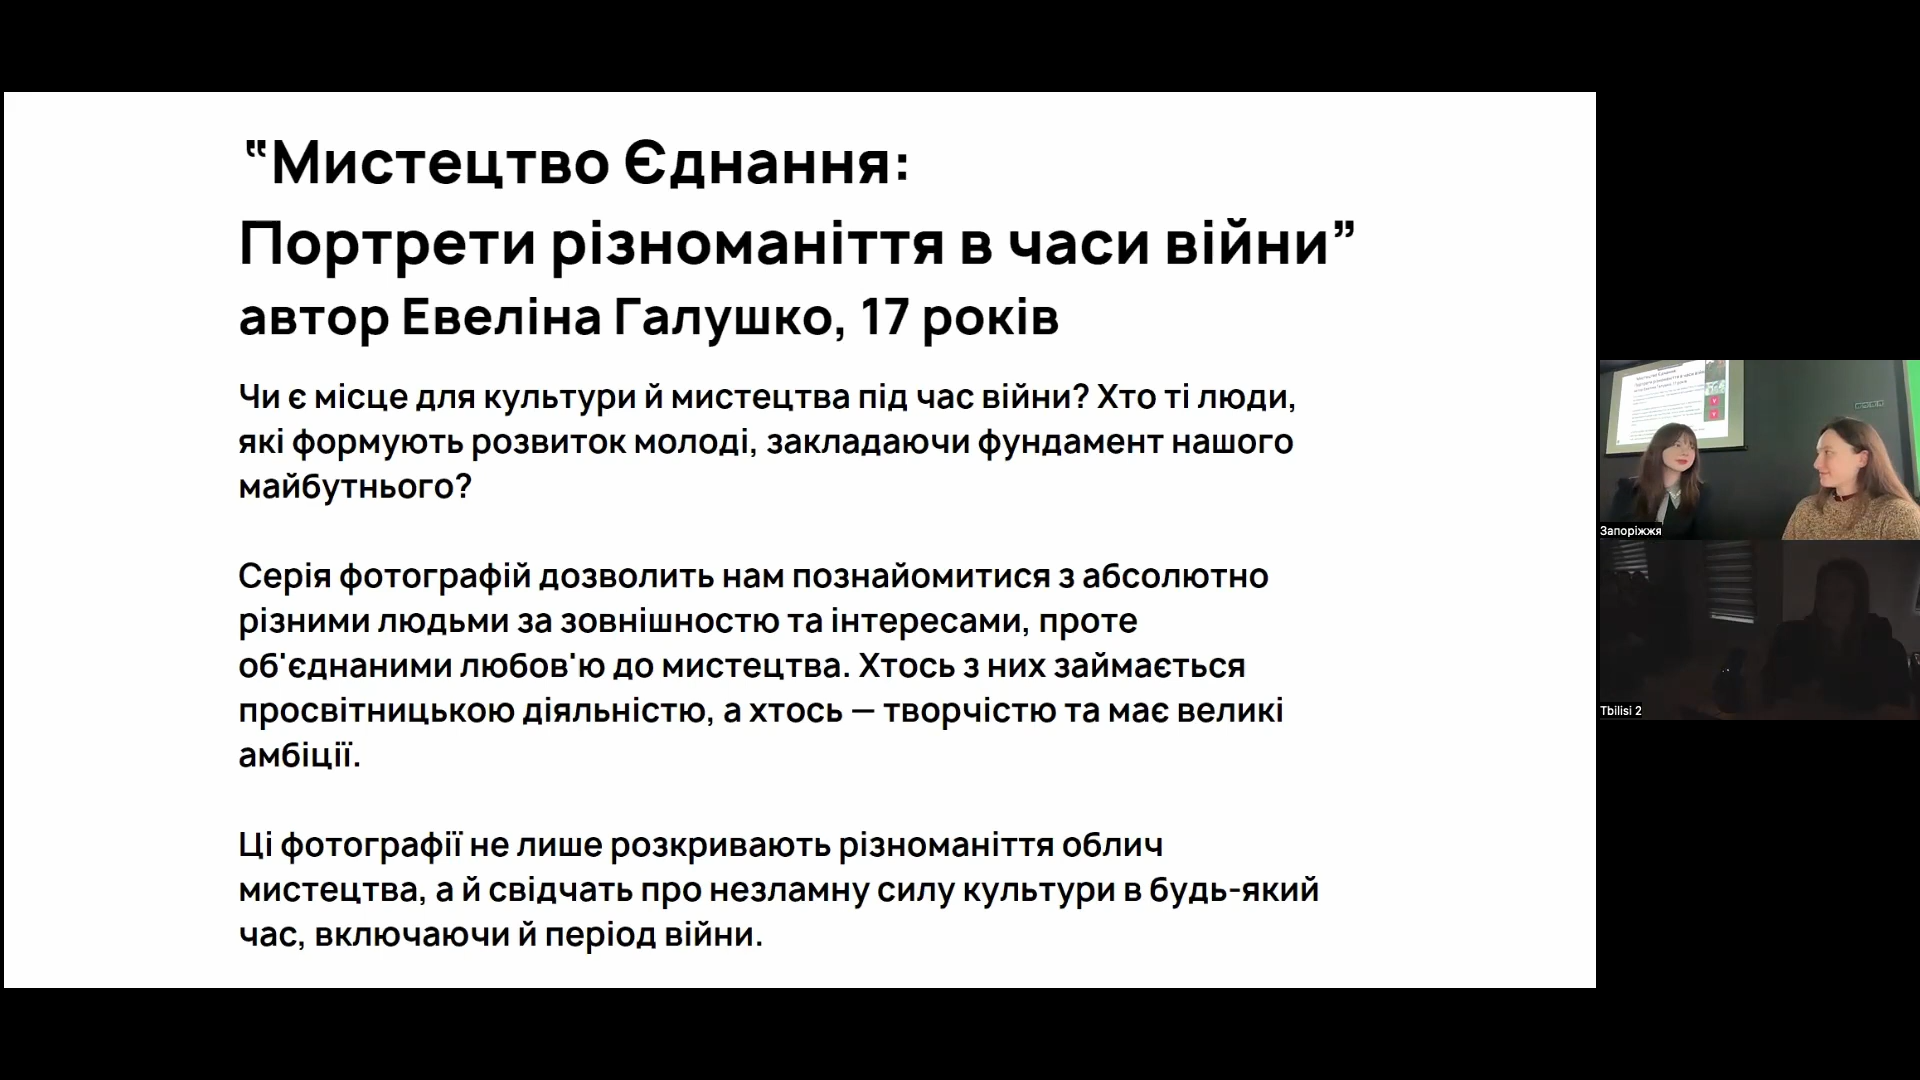 “Мистецтво Єднання:
Портрети різноманіття в часи війни”
автор Евеліна Галушко, 17 років
Чи є місце для культури й мистецтва під час війни? Хто ті люди,
які формують розвиток молоді, закладаючи фундамент нашого
майбутнього?
Серія фотографій дозволить нам познайомитися з абсолютно
різними людьми за зовнішностю та інтересами, проте
об'єднаними любов'ю до мистецтва. Хтось з них займається
просвітницькою діяльністю, а хтось — творчістю та має великі
амбіції.
Ці фотографії не лише розкривають різноманіття облич
мистецтва, а й свідчать про незламну силу культури в будь-який
час, включаючи й період війни.
Запоріжжя
Tbilisi 2